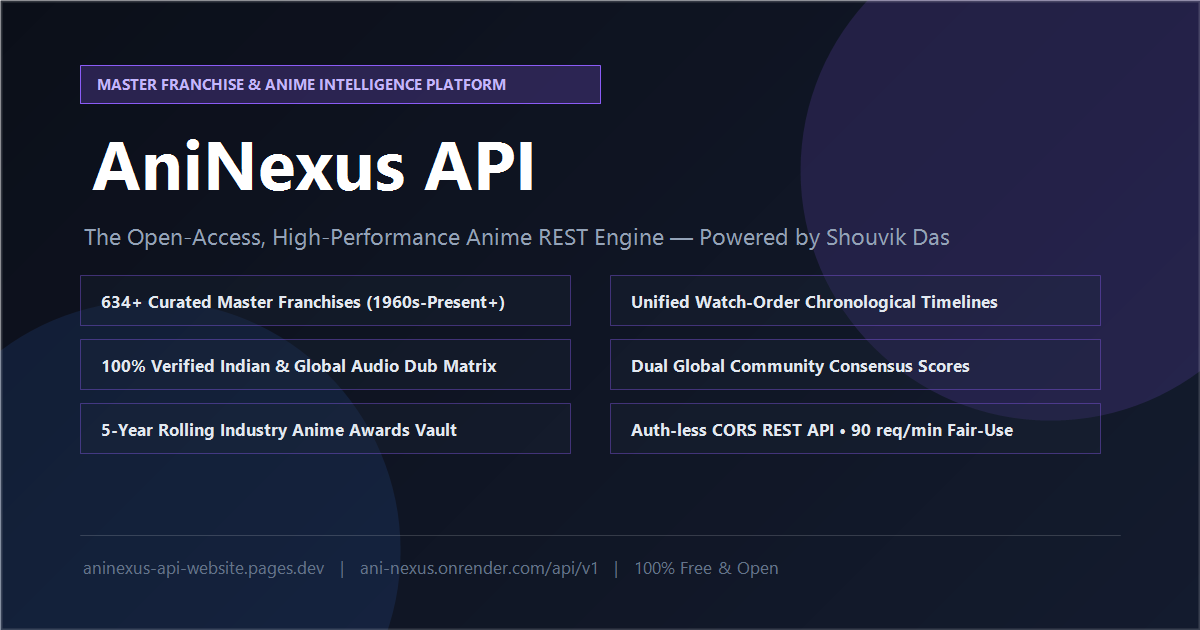 MASTER FRANCHISE & ANIME INTELLIGENCE PLATFORM
AniNexus API
The Open-Access, High-Performance Anime REST Engine — Powered by Shouvik Das
634+ Curated Master Franchises (1960s-Present+)
Unified Watch-Order Chronological Timelines
100% Verified Indian & Global Audio Dub Matrix
Dual Global Community Consensus Scores
5-Year Rolling Industry Anime Awards Vault
Auth-less CORS REST API • 90 req/min Fair-Use
aninexus-api-website.pages.dev | ani-nexus.onrender.com/api/v1 | 100% Free & Open